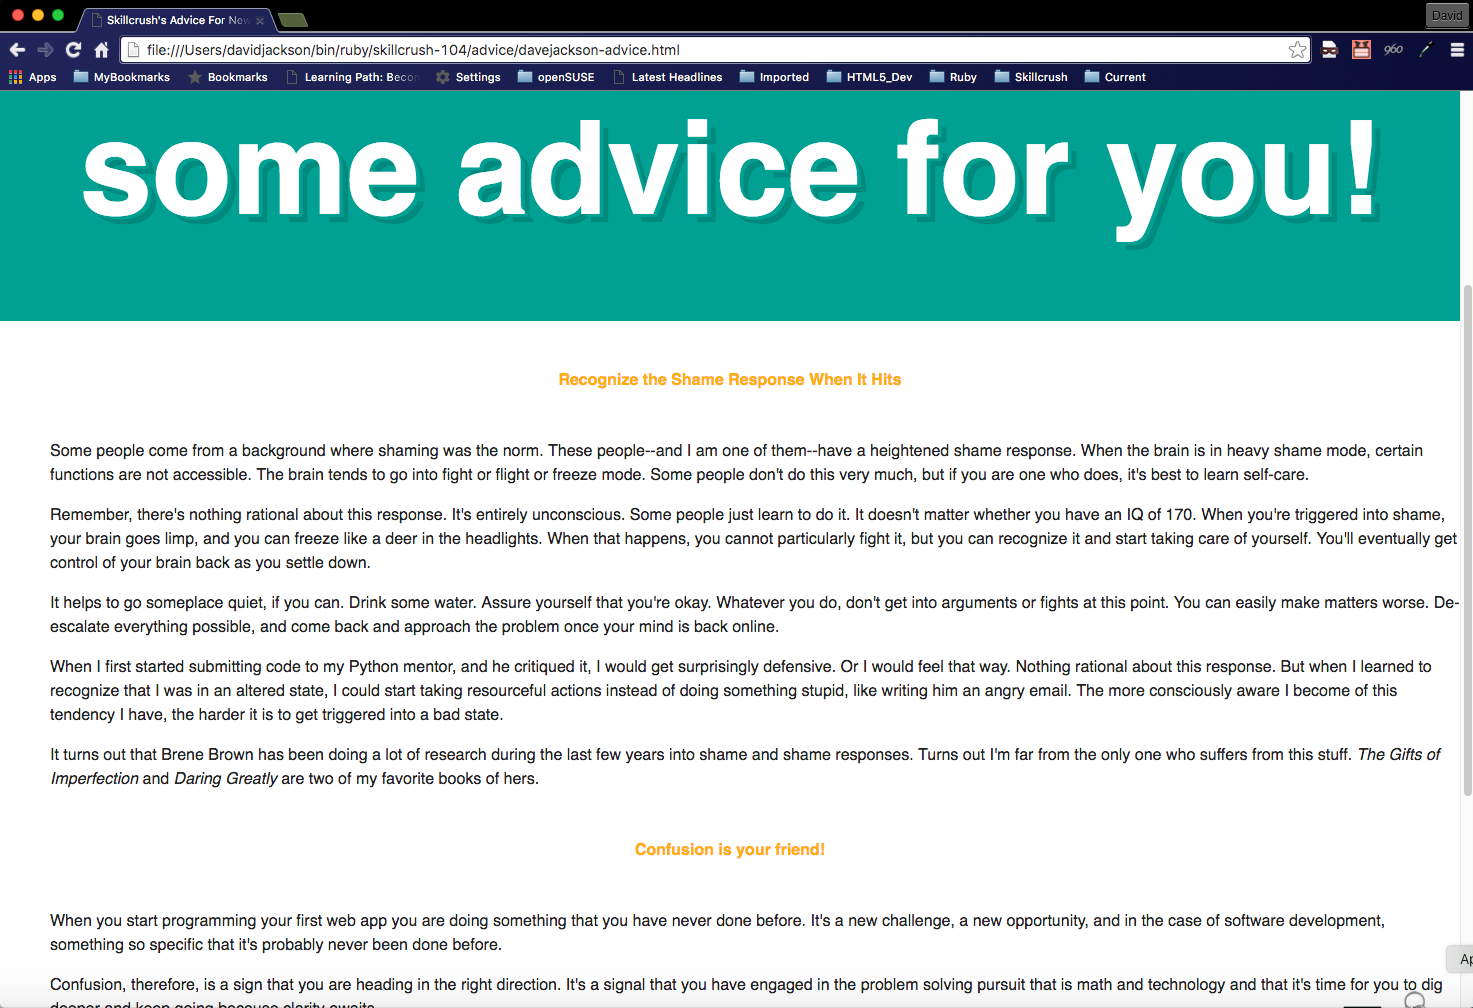 Skillcrush's Advice For New
David
file:///Users/davidjackson/bin/ruby/skillcrush-104/advice/davejackson-advice.html
960
Apps MyBookmarks Bookmarks Learning Path: Becon Settings openSUSE Latest Headlines Imported HTML5_Dev Ruby Skillcrush Current
some advice for you!
Recognize the Shame Response When It Hits
Some people come from a background where shaming was the norm. These people--and I am one of them--have a heightened shame response. When the brain is in heavy shame mode, certain
functions are not accessible. The brain tends to go into fight or flight or freeze mode. Some people don't do this very much, but if you are one who does, it's best to learn self-care.
Remember, there's nothing rational about this response. It's entirely unconscious. Some people just learn to do it. It doesn't matter whether you have an IQ of 170. When you're triggered into shame,
your brain goes limp, and you can freeze like a deer in the headlights. When that happens, you cannot particularly fight it, but you can recognize it and start taking care of yourself. You'll eventually get
control of your brain back as you settle down.
It helps to go someplace quiet, if you can. Drink some water. Assure yourself that you're okay. Whatever you do, don't get into arguments or fights at this point. You can easily make matters worse. De-
escalate everything possible, and come back and approach the problem once your mind is back online.
When I first started submitting code to my Python mentor, and he critiqued it, I would get surprisingly defensive. Or I would feel that way. Nothing rational about this response. But when I learned to
recognize that I was in an altered state, I could start taking resourceful actions instead of doing something stupid, like writing him an angry email. The more consciously aware I become of this
tendency I have, the harder it is to get triggered into a bad state.
It turns out that Brene Brown has been doing a lot of research during the last few years into shame and shame responses. Turns out I'm far from the only one who suffers from this stuff. The Gifts of
Imperfection and Daring Greatly are two of my favorite books of hers.
Confusion is your friend!
When you start programming your first web app you are doing something that you have never done before. It's a new challenge, a new opportunity, and in the case of software development,
something so specific that it's probably never been done before.
Ap
Confusion, therefore, is a sign that you are heading in the right direction. It's a signal that you have engaged in the problem solving pursuit that is math and technology and that it's time for you to dig
deeper and keep going because clarity awaits